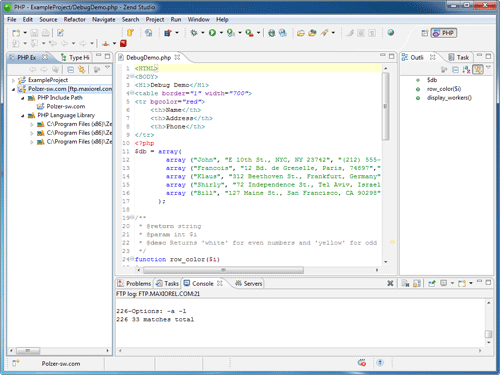 PHP - ExampleProject/DebugDemo.php - Zend Studio
File Edit Source Refactor Navigate Search Project Run Window Help
PHP
PHP Ex
Type Hi
ExampleProject
Polzer-sw.com [ftp.maxiorel.com
PHP Include Path
Polzer-sw.com
PHP Language Library
C:\Program Files (x86)\Ze
C:\Program Files (x86)\Ze
C:\Program Files (x86)\Ze
DebugDemo.php
1 <HTML>
2 <BODY>
3 <H1>Debug Demo</H1>
4 <table border="1" width="700">
5 <tr bgcolor="red">
6 <th>Name</th>
7 <th>Address</th>
8 <th>Phone</th>
9 </tr>
10 <?php
11 $db = array(
12 array ("John", "E 10th St., NYC, NY 23742", "(212) 555-
13 array ("Francois", "12 Bd. de Grenelle, Paris, 74897","
14 array ("Klaus", "312 Beethoven St., Frankfurt, Germany"
15 array ("Shirly", "72 Independence St., Tel Aviv, Israel
16 array ("Bill", "127 Maine St., San Francisco, CA 90298"
17 );
18
19 /**
20 * @return string
21 * @param int $i
22 * @demo Returns 'white' for even numbers and 'yellow' for odd
23 */
24 function row_color($i)
Outli
Task
$db
row_color($i)
display_workers()
Problems Tasks Console Servers
FTP log: FTP.MAXIOREL.COM:21
226-Options: -a -l
226 33 matches total
Polzer-sw.com